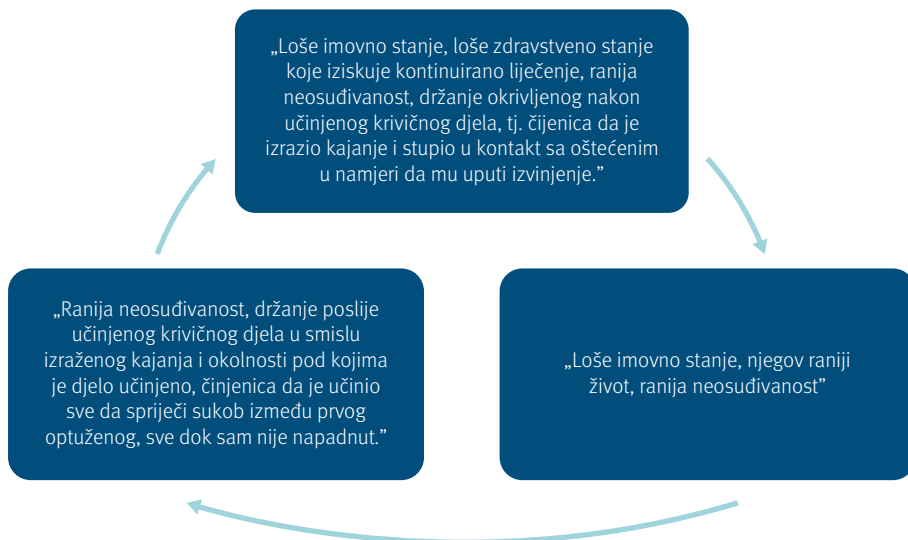 „Loše imovno stanje, loše zdravstveno stanje
koje iziskuje kontinuirano liječenje, ranija
neosuđivanost, držanje okrivljenog nakon
učinjenog krivičnog djela, tj. čijenica da je
izrazio kajanje i stupio u kontakt sa oštećenim
u namjeri da mu uputi izvinjenje.”
„Loše imovno stanje, njegov raniji
život, ranija neosuđivanost”
„Ranija neosuđivanost, držanje poslije
učinjenog krivičnog djela u smislu
izraženog kajanja i okolnosti pod kojima
je djelo učinjeno, činjenica da je učinio
sve da spriječi sukob između prvog
optuženog, sve dok sam nije napadnut.”